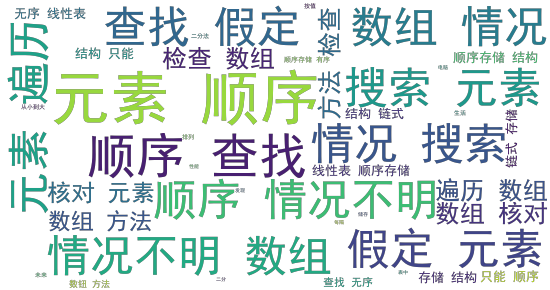 无序 线性表
查找 假定
按值
二分法
检查
数组 情况
结构 只能
检查 数组
顺序存储 有序
顺序存储 结构
电脑
遍历
元素 顺序
方法
搜索 元素
从小到大
结构 链式
生活
顺序 查找
排列
情况 搜索
链式 存储
性能
线性表 顺序存储
元素
核对 元素
顺序 情况不明
遍历 数组
数组 方法
数组 核对
储存
情况不明 数组
假定 元素
未来
二分
表中
存储 结构
只能 顺序
数钮 方法
查找 无序